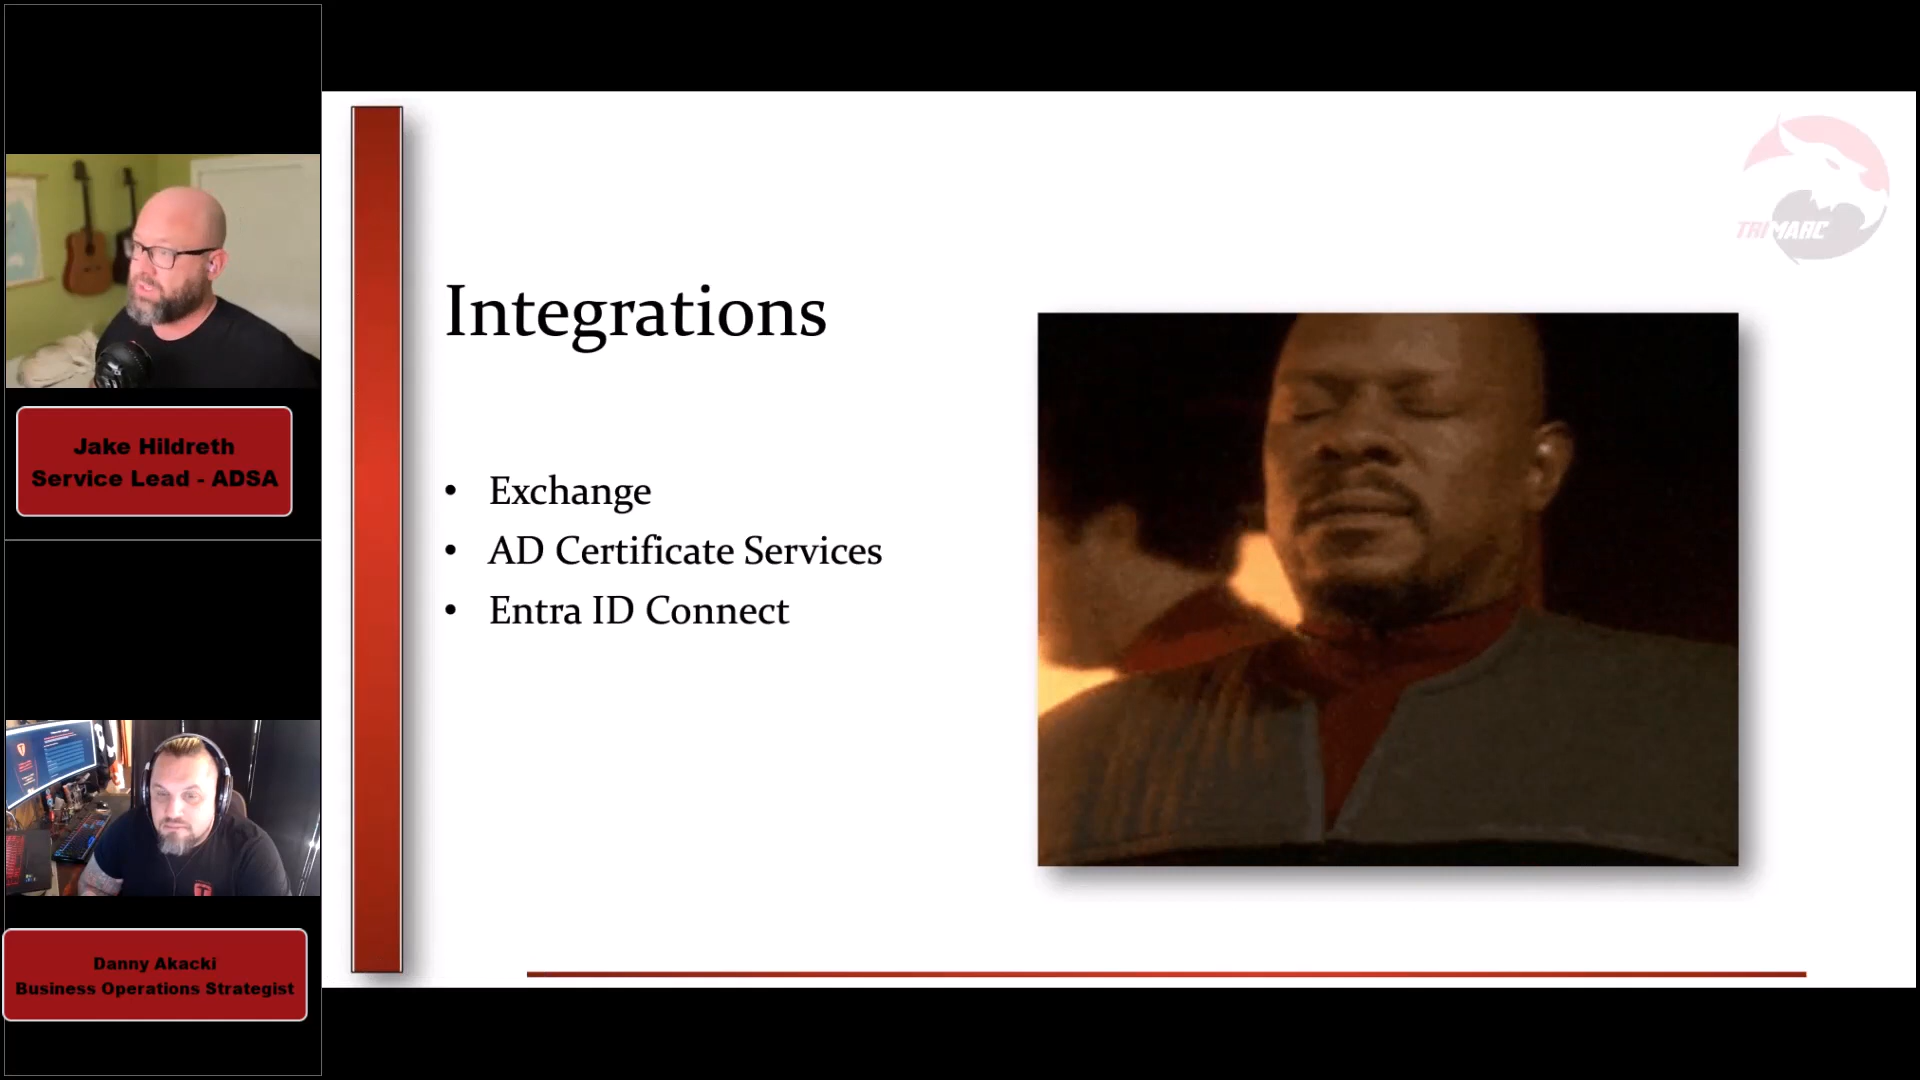 Jake Hildreth
Service Lead - ADSA
Danny Akacki
Business Operations Strategist
TRIMARC
Integrations
• Exchange
• AD Certificate Services
• Entra ID Connect